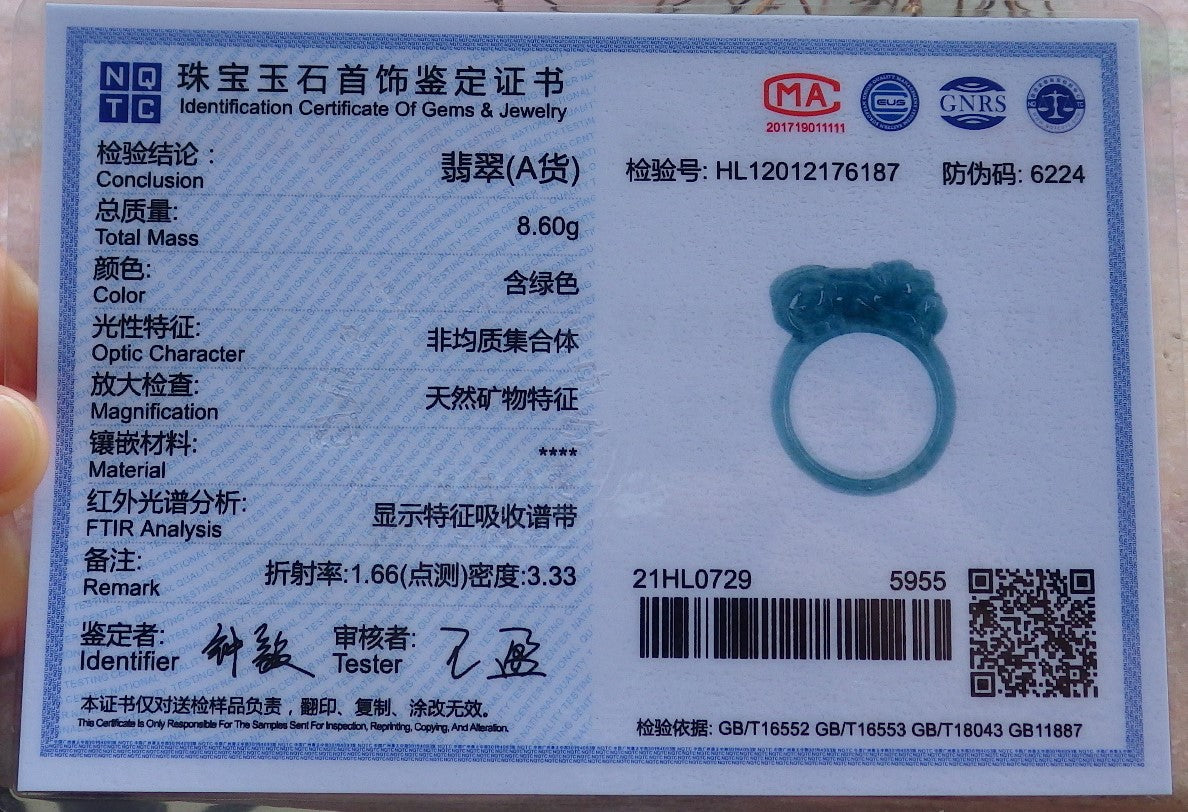 NQ
TC
珠宝玉石首饰鉴定证书
Identification Certificate Of Gems & Jewelry
MA
201719011111
EUS
GNRS
检验结论：
Conclusion
翡翠(A货)
检验号: HL12012176187
防伪码: 6224
总质量:
Total Mass
8.60g
颜色:
Color
含绿色
光性特征:
Optic Character
非均质集合体
放大检查:
Magnification
天然矿物特征
镶嵌材料:
Material
****
红外光谱分析:
FTIR Analysis
显示特征吸收谱带
备注:
Remark
折射率:1.66(点测)密度:3.33
21HL0729
5955
鉴定者:
Identifier
审核者:
Tester
本证书仅对送检样品负责，翻印、复制、涂改无效。
This Certificate Is Only Responsible For The Samples Sent For Inspection, Reprinting, Copying, And Alteration.
检验依据: GB/T16552 GB/T16553 GB/T18043 GB11887